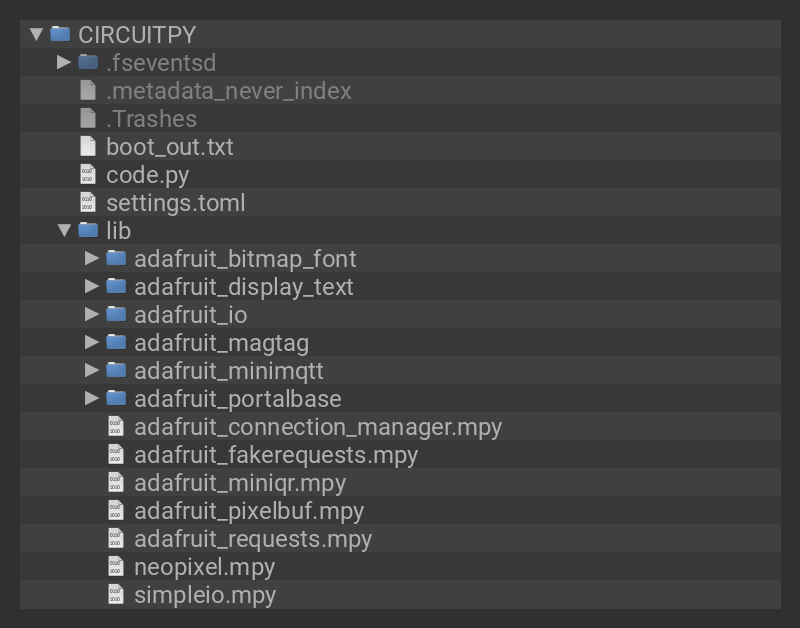 CIRCUITPY
.fseventsd
.metadata_never_index
.Trashes
boot_out.txt
code.py
settings.toml
lib
adafruit_bitmap_font
adafruit_display_text
adafruit_io
adafruit_magtag
adafruit_minimqtt
adafruit_portalbase
adafruit_connection_manager.mpy
adafruit_fakerequests.mpy
adafruit_miniqr.mpy
adafruit_pixelbuf.mpy
adafruit_requests.mpy
neopixel.mpy
simpleio.mpy